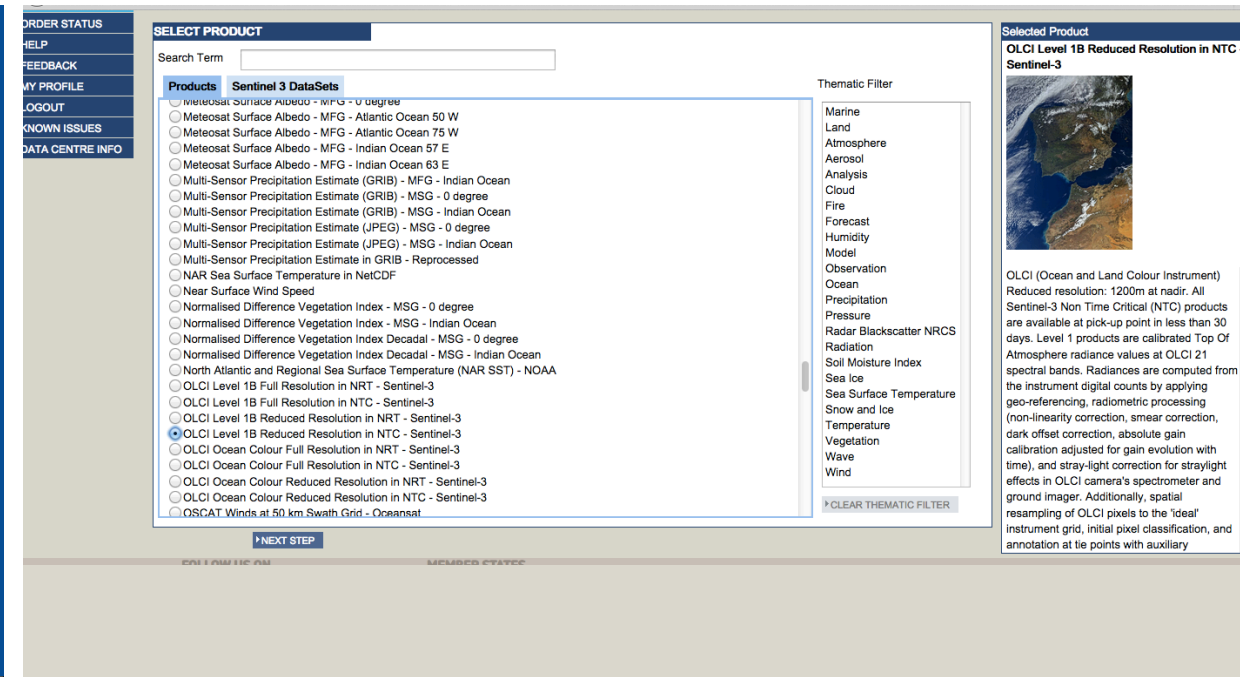 ORDER STATUS
HELP
FEEDBACK
MY PROFILE
LOGOUT
KNOWN ISSUES
DATA CENTRE INFO
SELECT PRODUCT
Search Term
Products Sentinel 3 DataSets
Meteosat Surface Albedo - MFG - 0 degree
Meteosat Surface Albedo - MFG - Atlantic Ocean 50 W
Meteosat Surface Albedo - MFG - Atlantic Ocean 75 W
Meteosat Surface Albedo - MFG - Indian Ocean 57 E
Meteosat Surface Albedo - MFG - Indian Ocean 63 E
Multi-Sensor Precipitation Estimate (GRIB) - MFG - Indian Ocean
Multi-Sensor Precipitation Estimate (GRIB) - MSG - 0 degree
Multi-Sensor Precipitation Estimate (GRIB) - MSG - Indian Ocean
Multi-Sensor Precipitation Estimate (JPEG) - MSG - 0 degree
Multi-Sensor Precipitation Estimate (JPEG) - MSG - Indian Ocean
Multi-Sensor Precipitation Estimate in GRIB - Reprocessed
NAR Sea Surface Temperature in NetCDF
Near Surface Wind Speed
Normalised Difference Vegetation Index - MSG - 0 degree
Normalised Difference Vegetation Index - MSG - Indian Ocean
Normalised Difference Vegetation Index Decadal - MSG - 0 degree
Normalised Difference Vegetation Index Decadal - MSG - Indian Ocean
North Atlantic and Regional Sea Surface Temperature (NAR SST) - NOAA
OLCI Level 1B Full Resolution in NRT - Sentinel-3
OLCI Level 1B Full Resolution in NTC - Sentinel-3
OLCI Level 1B Reduced Resolution in NRT - Sentinel-3
OLCI Level 1B Reduced Resolution in NTC - Sentinel-3
OLCI Ocean Colour Full Resolution in NRT - Sentinel-3
OLCI Ocean Colour Full Resolution in NTC - Sentinel-3
OLCI Ocean Colour Reduced Resolution in NRT - Sentinel-3
OLCI Ocean Colour Reduced Resolution in NTC - Sentinel-3
OSCAT Winds at 50 km Swath Grid - Oceansat
NEXT STEP
Thematic Filter
Marine
Land
Atmosphere
Aerosol
Analysis
Cloud
Fire
Forecast
Humidity
Model
Observation
Ocean
Precipitation
Pressure
Radar Blackscatter NRCS
Radiation
Soil Moisture Index
Sea Ice
Sea Surface Temperature
Snow and Ice
Temperature
Vegetation
Wave
Wind
CLEAR THEMATIC FILTER
Selected Product
OLCI Level 1B Reduced Resolution in NTC -
Sentinel-3
OLCI (Ocean and Land Colour Instrument)
Reduced resolution: 1200m at nadir. All
Sentinel-3 Non Time Critical (NTC) products
are available at pick-up point in less than 30
days. Level 1 products are calibrated Top Of
Atmosphere radiance values at OLCI 21
spectral bands. Radiances are computed from
the instrument digital counts by applying
geo-referencing, radiometric processing
(non-linearity correction, smear correction,
dark offset correction, absolute gain
calibration adjusted for gain evolution with
time), and stray-light correction for straylight
effects in OLCI camera's spectrometer and
ground imager. Additionally, spatial
resampling of OLCI pixels to the 'ideal'
instrument grid, initial pixel classification, and
annotation at tie points with auxiliary
FOLLOW US ON
MEMBER STATES